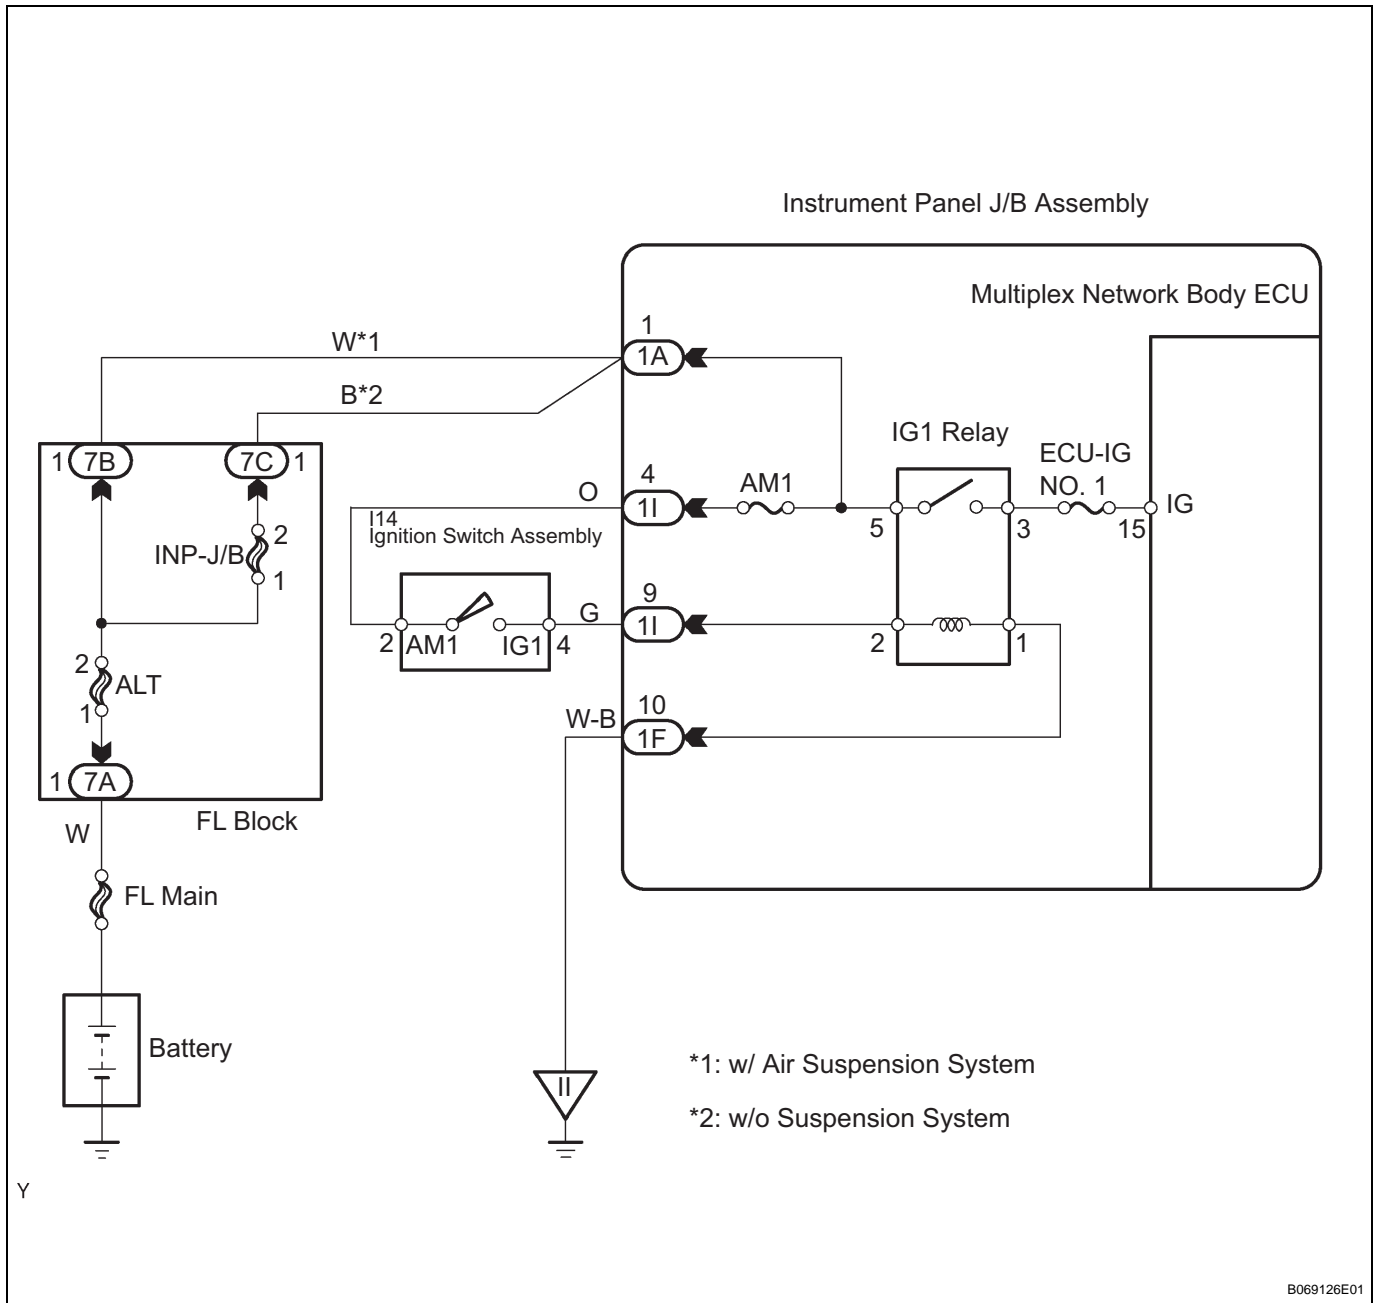 Instrument Panel J/B Assembly
Multiplex Network Body ECU
1
1A
W*1
B*2
IG1 Relay
ECU-IG
NO. 1
1 7B
7C 1
4
1I
O
AM1
5
3
15
IG
I14
Ignition Switch Assembly
INP-J/B
2
1
9
1I
G
2
AM1
IG1
4
2
1
2
ALT
1
10
1F
W-B
1 7A
FL Block
W
FL Main
Battery
II
*1: w/ Air Suspension System
*2: w/o Suspension System
Y
B069126E01